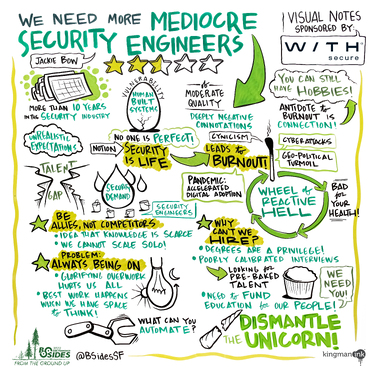 WE NEED MORE MEDIOCRE
SECURITY ENGINEERS
VISUAL NOTES
SPONSORED BY:
W/TH
secure
JACKIE BOW
MORE THAN 10 YEARS
IN THE SECURITY INDUSTRY
VULNERABILITY
HUMAN
BUILT
SYSTEMS
MODERATE
QUALITY
DEEPLY NEGATIVE
CONNOTATIONS
YOU CAN STILL
HAVE HOBBIES!
ANTIDOTE to
BURNOUT IS
CONNECTION!
UNREALISTIC
EXPECTATIONS
NO ONE IS PERFECT!
NOTION
SECURITY
IS LIFE
CYNICISM
LEADS to
BURNOUT!
CYBERATTACKS
GEO-POLITICAL
TURMOIL
TALENT
GAP
SECURITY
DEMAND
SECURITY
ENGINEERS
PANDEMIC:
ACCELERATED
DIGITAL ADOPTION
WHEEL of
REACTIVE
HELL
BAD
for
YOUR
HEALTH!
BE
ALLIES, NOT COMPETITORS
• IDEA THAT KNOWLEDGE IS SCARCE
• WE CANNOT SCALE SOLO!
WHY
CAN'T WE
HIRE?
• DEGREES ARE A PRIVILEGE!
• POORLY CALIBRATED INTERVIEWS
PROBLEM:
ALWAYS BEING ON
• GLORIFYING OVERWORK
HURTS US ALL
• BEST WORK HAPPENS
WHEN WE HAVE SPACE
to THINK!
LOOKING for
PRE-BAKED
TALENT
• NEED to FUND
EDUCATION for OUR PEOPLE!
WE
NEED
YOU!
WHAT CAN YOU
AUTOMATE?
DISMANTLE
THE UNICORN!
BSIDES
FROM THE GROUND UP
@BSidesSF
kingmanink